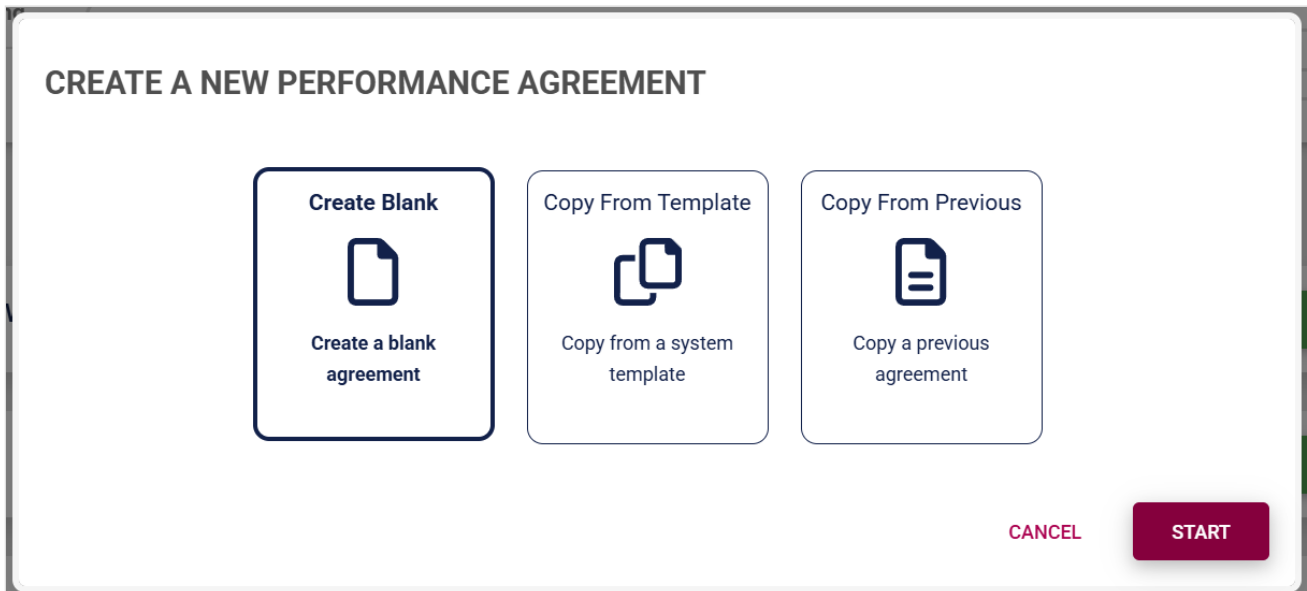 CREATE A NEW PERFORMANCE AGREEMENT
Create Blank
Create a blank
agreement
Copy From Template
Copy from a system
template
Copy From Previous
Copy a previous
agreement
CANCEL
START